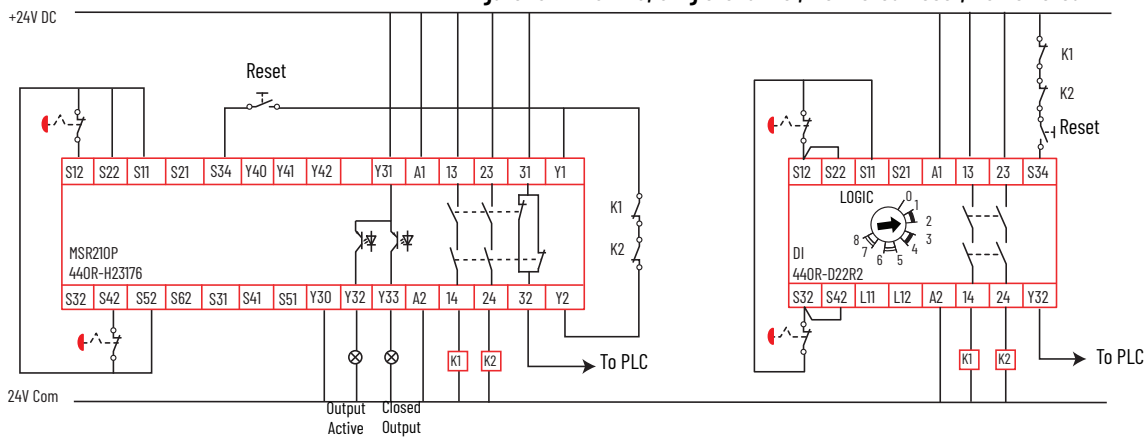 +24V DC
Reset
K1
K2
Reset
S12 S22 S11 S21 S34 Y40 Y41 Y42 Y31 A1 13 23 31 Y1
S12 S22 S11 S21 A1 13 23 S34
LOGIC
0
1
2
3
4
5
6
7
8
K1
K2
MSR210P
440R-H23176
DI
440R-D22R2
S32 S42 S52 S62 S31 S41 S51 Y30 Y32 Y33 A2 14 24 32 Y2
S32 S42 L11 L12 A2 14 24 Y32
K1 K2 To PLC
K1 K2 To PLC
24V Com
Output Active
Closed Output